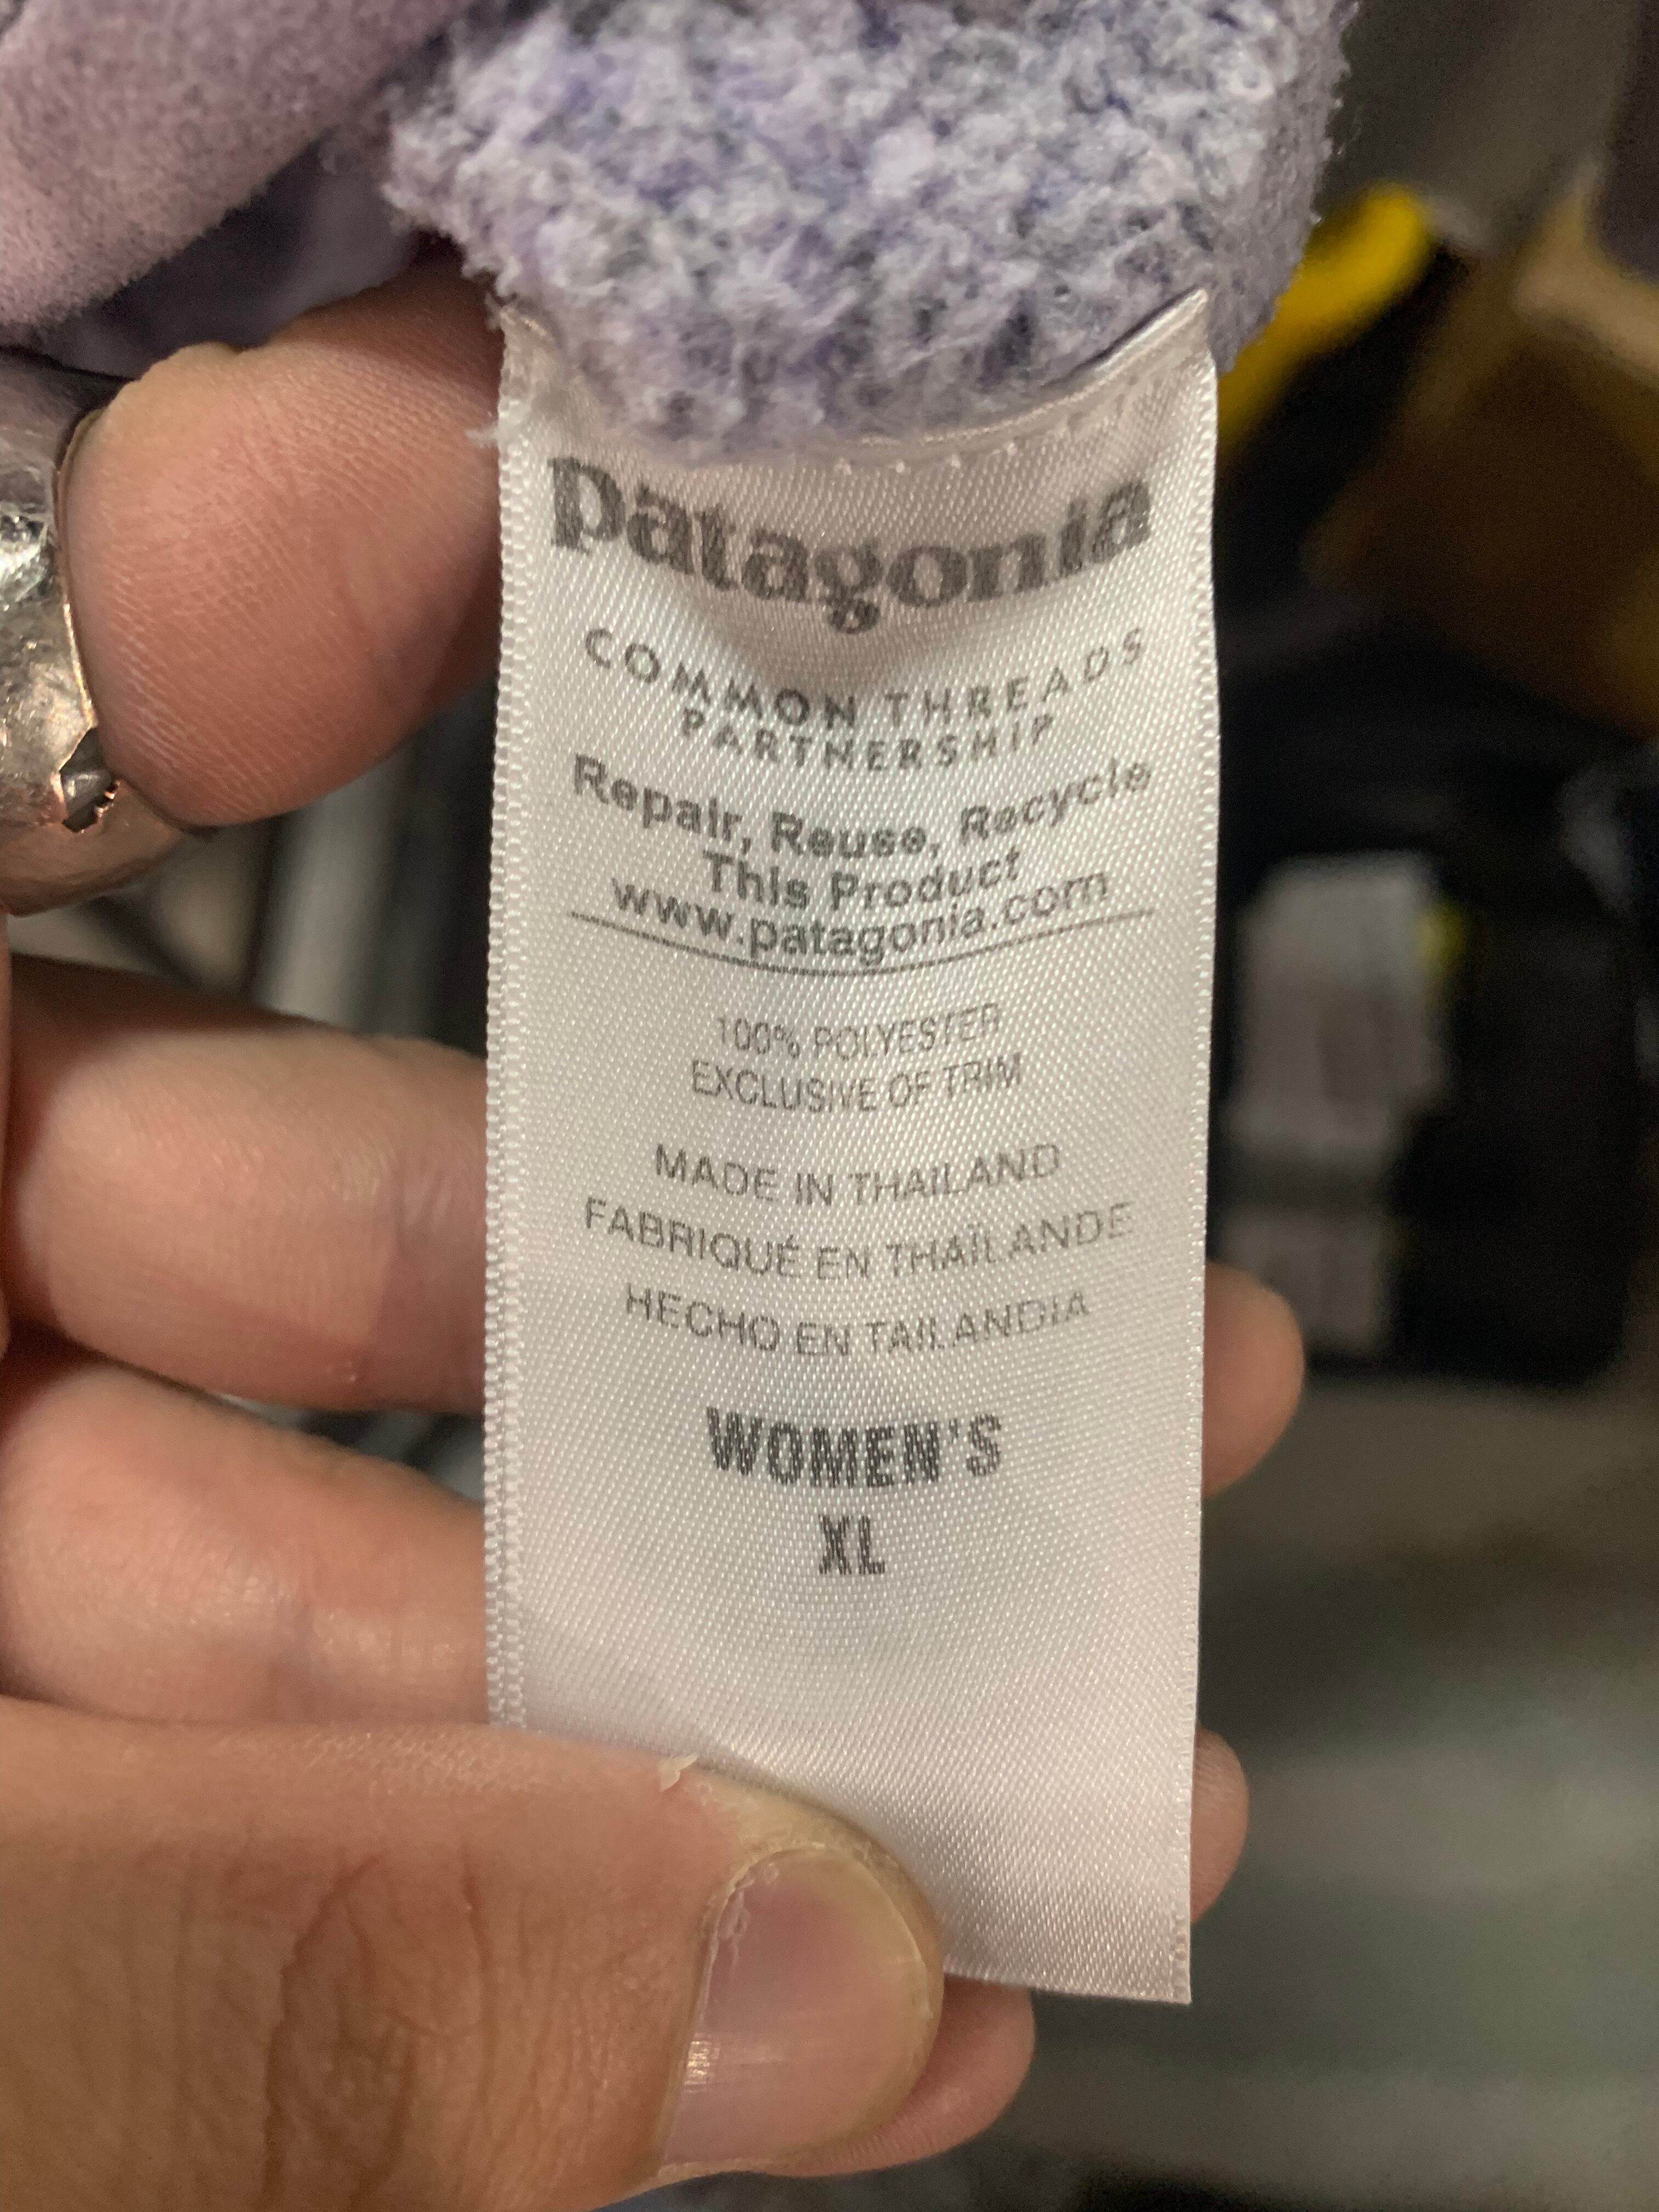 patagonia
COMMON THREADS
PARTNERSHIP
Repair, Reuse, Recycle
This Product
www.patagonia.com
100% POLYESTER
EXCLUSIVE OF TRIM
MADE IN THAILAND
FABRIQUÉ EN THAÏLANDE
HECHO EN TAILANDIA
WOMEN'S
XL